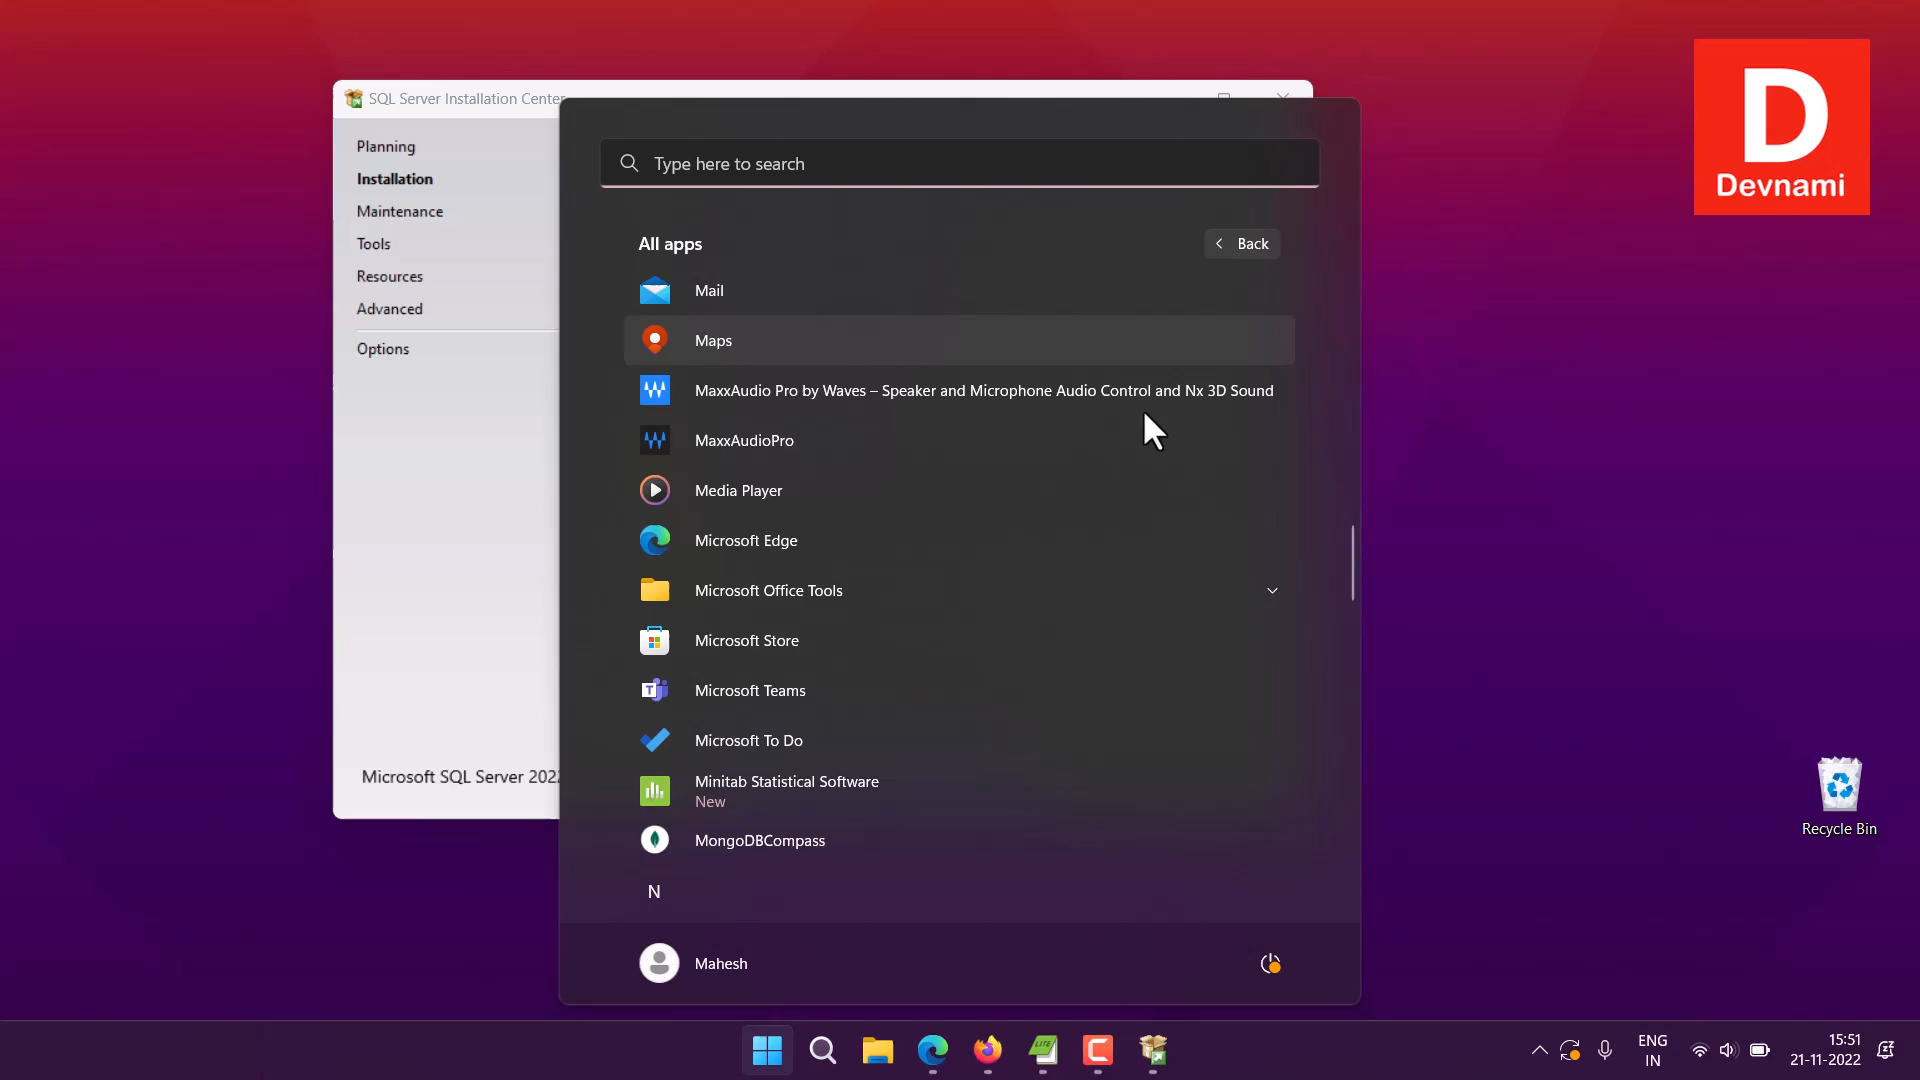 SQL Server Installation Center
Planning
Installation
Maintenance
Tools
Resources
Advanced
Options
Microsoft SQL Server 202
Type here to search
All apps
Back
Mail
Maps
MaxxAudio Pro by Waves – Speaker and Microphone Audio Control and Nx 3D Sound
MaxxAudioPro
Media Player
Microsoft Edge
Microsoft Office Tools
Microsoft Store
Microsoft Teams
Microsoft To Do
Minitab Statistical Software
New
MongoDBCompass
N
Mahesh
D
Devnami
Recycle Bin
LITE
ENG
IN
15:51
21-11-2022